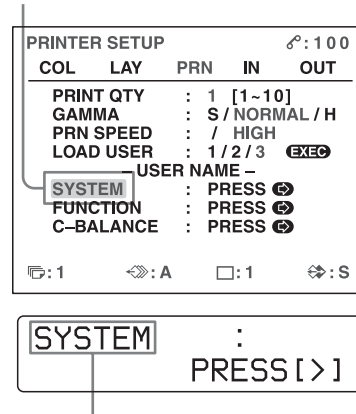 PRINTER SETUP :100
COL LAY PRN IN OUT
PRINT QTY : 1 [1~10]
GAMMA : S / NORMAL / H
PRN SPEED : / HIGH
LOAD USER : 1 / 2 / 3 EXEC
– USER NAME –
SYSTEM : PRESS
FUNCTION : PRESS
C–BALANCE : PRESS
:1 :A :1 :S
SYSTEM :
PRESS[>]